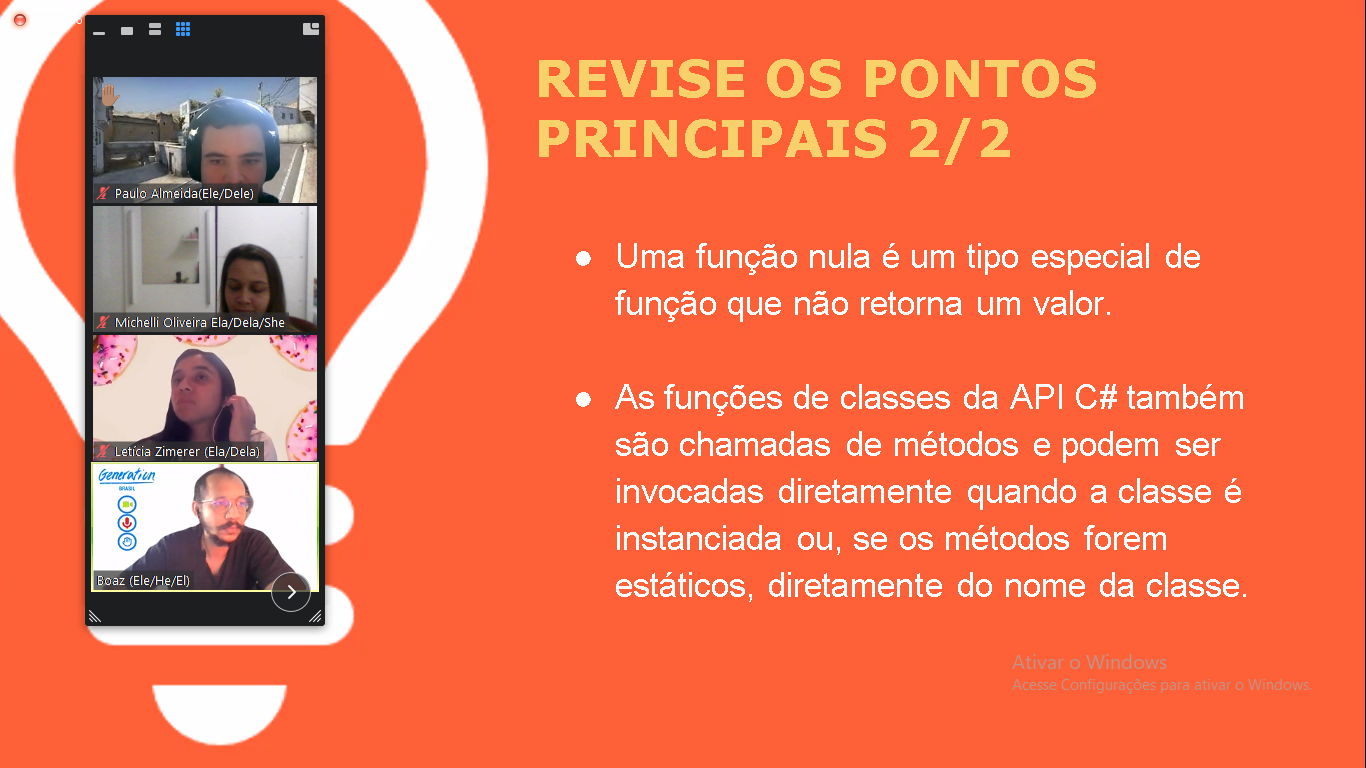 REVISE OS PONTOS
PRINCIPAIS 2/2
● Uma função nula é um tipo especial de
função que não retorna um valor.
● As funções de classes da API C# também
são chamadas de métodos e podem ser
invocadas diretamente quando a classe é
instanciada ou, se os métodos forem
estáticos, diretamente do nome da classe.
Paulo Almeida(Ele/Dele)
Michelli Oliveira Ela/Dela/She
Letícia Zimerer (Ela/Dela)
Generation
BRASIL
Boaz (Ele/He/El)
Ativar o Windows
Acesse Configurações para ativar o Windows.